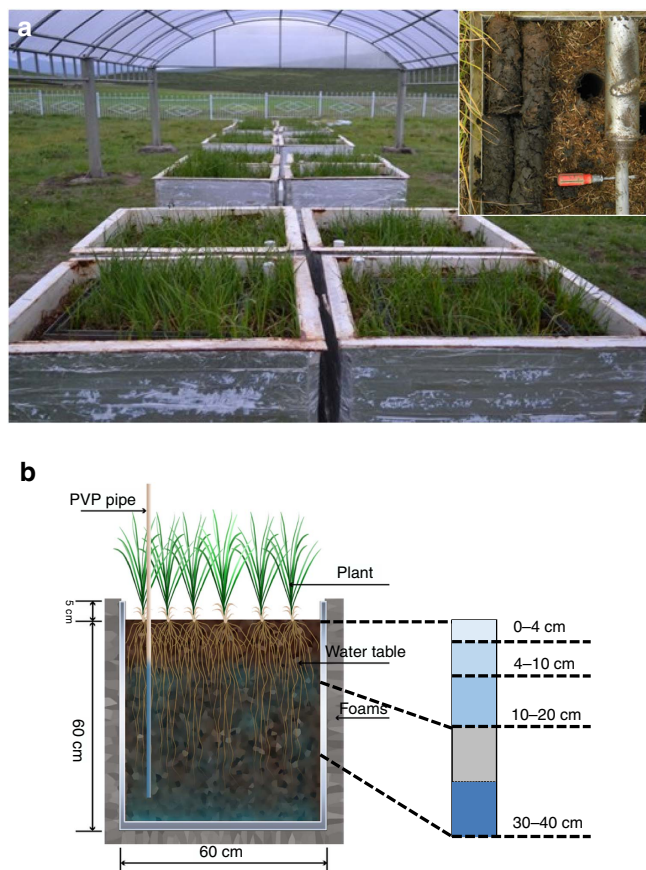 a
b
PVP pipe
Plant
5 cm
Water table
Foams
60 cm
60 cm
0–4 cm
4–10 cm
10–20 cm
30–40 cm